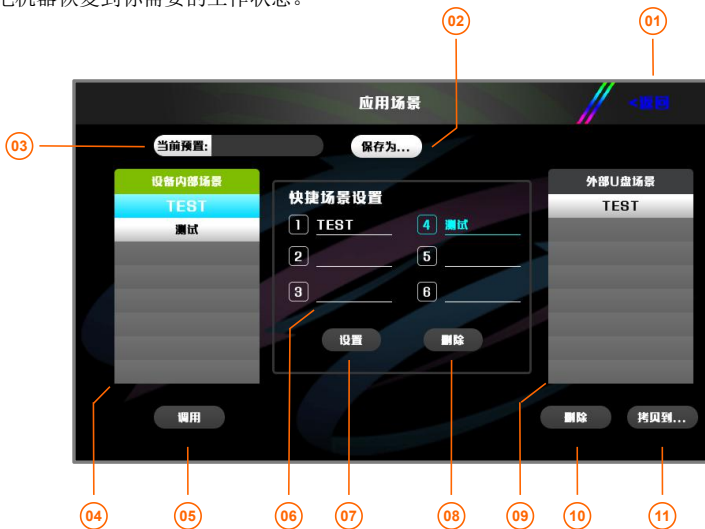 把机器恢复到你需要的工作状态。
02
01
应用场景
<返回
03
当前预置:
保存为...
设备内部场景
外部U盘场景
TEST
快捷场景设置
TEST
测试
1 TEST
4 测试
2
5
3
6
设置
删除
调用
删除
拷贝到...
04
05
06
07
08
09
10
11